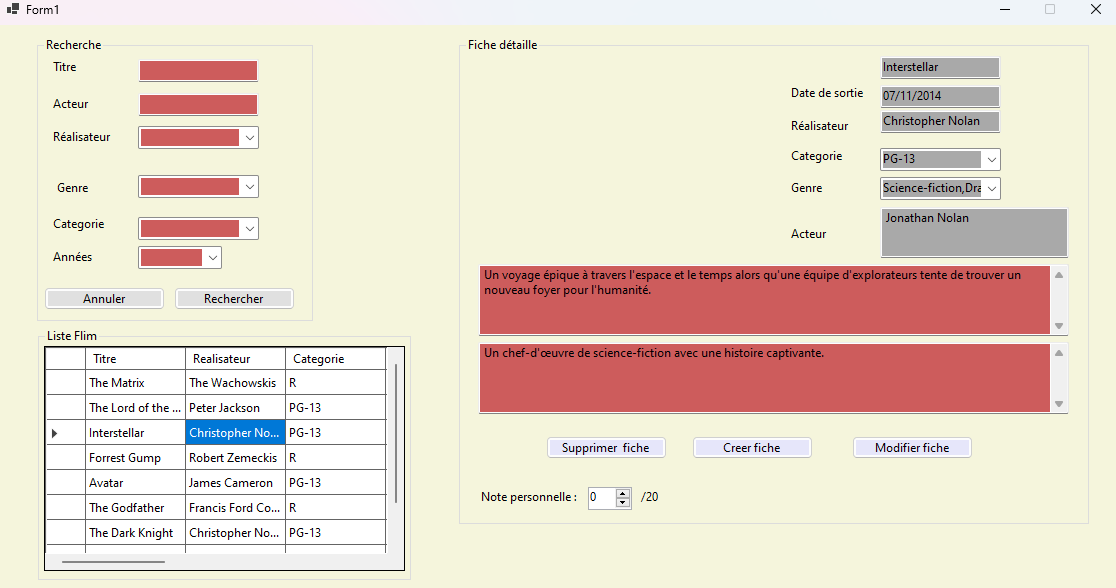 Form1
Recherche
Titre
Acteur
Réalisateur
Genre
Categorie
Années
Annuler Rechercher
Liste Flim
Titre Realisateur Categorie
The Matrix The Wachowskis R
The Lord of the ... Peter Jackson PG-13
Interstellar Christopher No... PG-13
Forrest Gump Robert Zemeckis R
Avatar James Cameron PG-13
The Godfather Francis Ford Co... R
The Dark Knight Christopher No... PG-13
Fiche détaille
Interstellar
Date de sortie 07/11/2014
Réalisateur Christopher Nolan
Categorie PG-13
Genre Science-fiction,Dra
Acteur Jonathan Nolan
Un voyage épique à travers l'espace et le temps alors qu'une équipe d'explorateurs tente de trouver un
nouveau foyer pour l'humanité.
Un chef-d'œuvre de science-fiction avec une histoire captivante.
Supprimer fiche Creer fiche Modifier fiche
Note personnelle : 0 /20